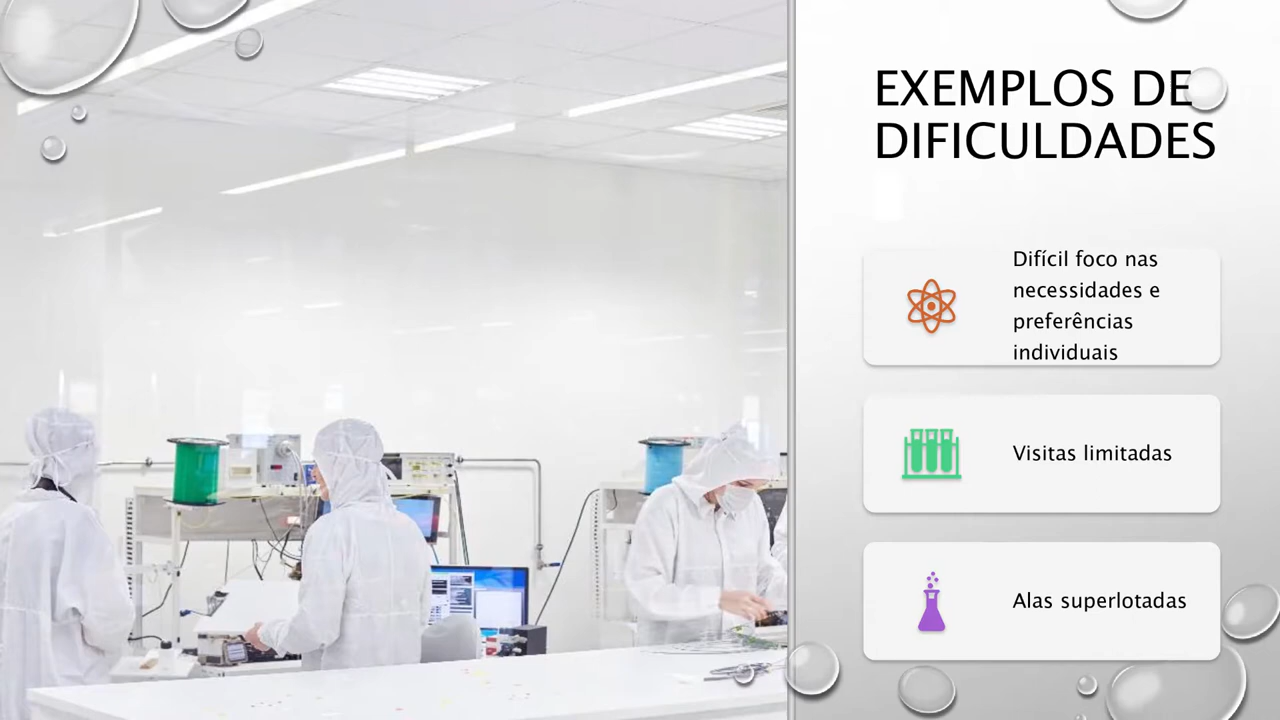 EXEMPLOS DE
DIFICULDADES
Difícil foco nas
necessidades e
preferências
individuais
Visitas limitadas
Alas superlotadas